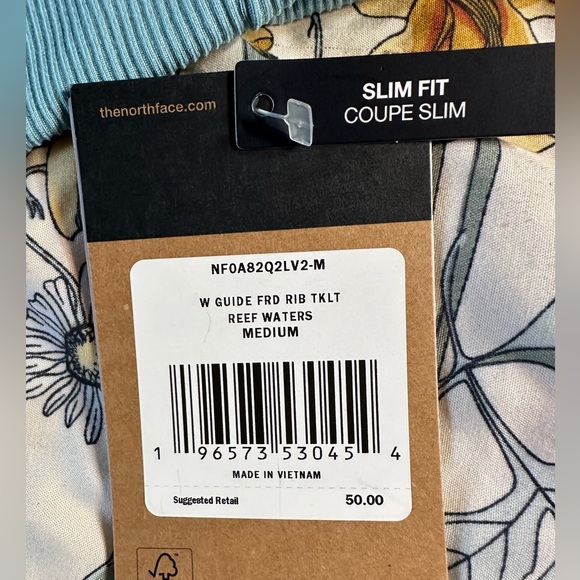 thenorthface.com
SLIM FIT
COUPE SLIM
NF0A82Q2LV2-M
W GUIDE FRD RIB TKLT
REEF WATERS
MEDIUM
1 96573 53045 4
MADE IN VIETNAM
Suggested Retail 50.00